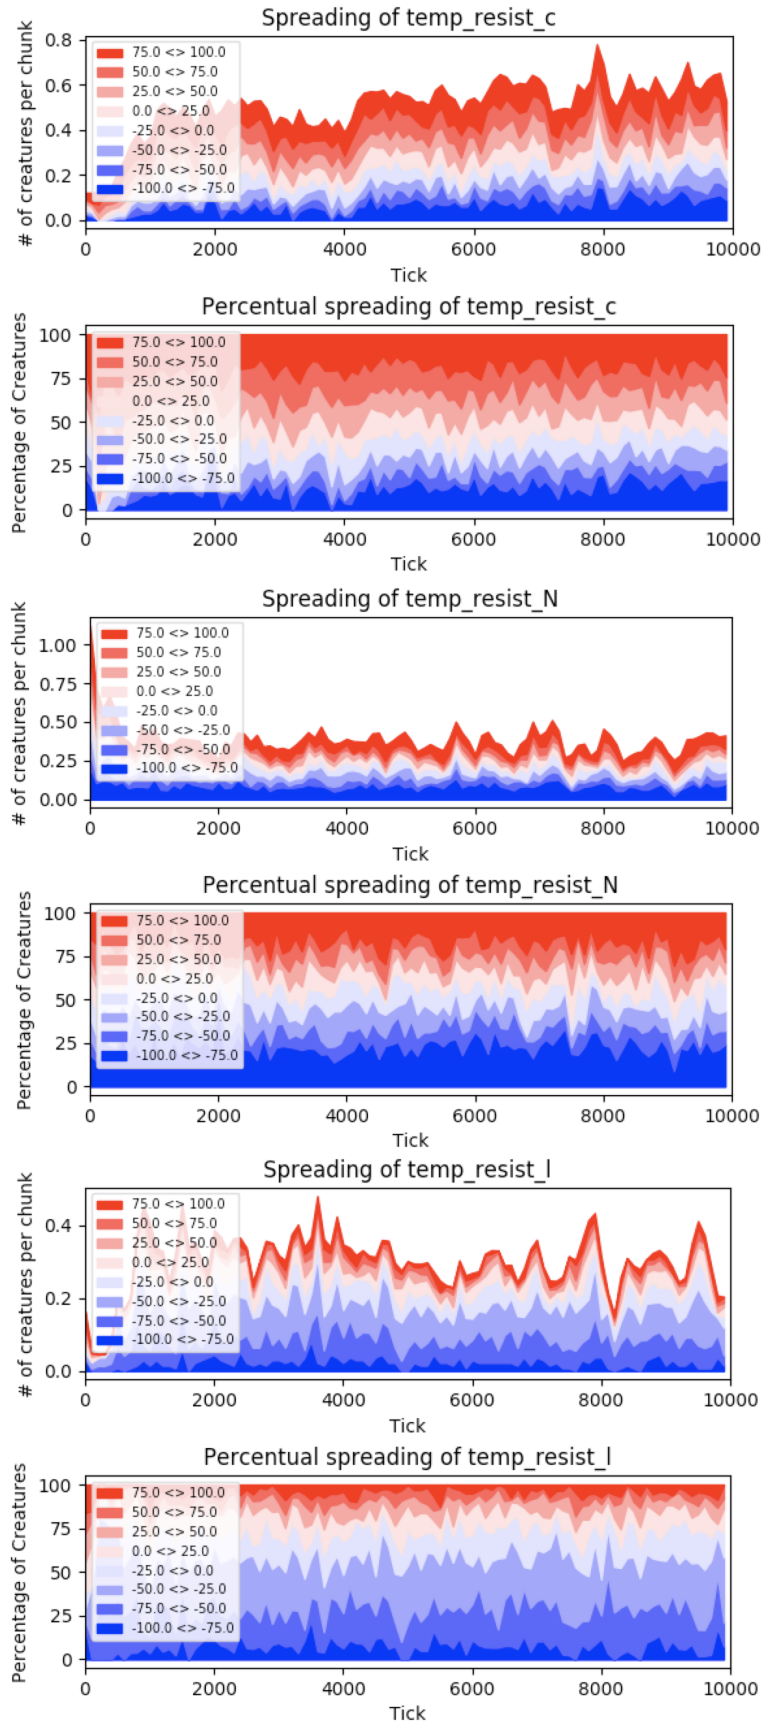 Spreading of temp_resist_c
# of creatures per chunk
0.8
0.6
0.4
0.2
0.0
75.0 <> 100.0
50.0 <> 75.0
25.0 <> 50.0
0.0 <> 25.0
-25.0 <> 0.0
-50.0 <> -25.0
-75.0 <> -50.0
-100.0 <> -75.0
0 2000 4000 6000 8000 10000
Tick
Percentual spreading of temp_resist_c
Percentage of Creatures
100
75
50
25
0
75.0 <> 100.0
50.0 <> 75.0
25.0 <> 50.0
0.0 <> 25.0
-25.0 <> 0.0
-50.0 <> -25.0
-75.0 <> -50.0
-100.0 <> -75.0
0 2000 4000 6000 8000 10000
Tick
Spreading of temp_resist_N
# of creatures per chunk
1.00
0.75
0.50
0.25
0.00
75.0 <> 100.0
50.0 <> 75.0
25.0 <> 50.0
0.0 <> 25.0
-25.0 <> 0.0
-50.0 <> -25.0
-75.0 <> -50.0
-100.0 <> -75.0
0 2000 4000 6000 8000 10000
Tick
Percentual spreading of temp_resist_N
Percentage of Creatures
100
75
50
25
0
75.0 <> 100.0
50.0 <> 75.0
25.0 <> 50.0
0.0 <> 25.0
-25.0 <> 0.0
-50.0 <> -25.0
-75.0 <> -50.0
-100.0 <> -75.0
0 2000 4000 6000 8000 10000
Tick
Spreading of temp_resist_l
# of creatures per chunk
0.4
0.2
0.0
75.0 <> 100.0
50.0 <> 75.0
25.0 <> 50.0
0.0 <> 25.0
-25.0 <> 0.0
-50.0 <> -25.0
-75.0 <> -50.0
-100.0 <> -75.0
0 2000 4000 6000 8000 10000
Tick
Percentual spreading of temp_resist_l
Percentage of Creatures
100
75
50
25
0
75.0 <> 100.0
50.0 <> 75.0
25.0 <> 50.0
0.0 <> 25.0
-25.0 <> 0.0
-50.0 <> -25.0
-75.0 <> -50.0
-100.0 <> -75.0
0 2000 4000 6000 8000 10000
Tick